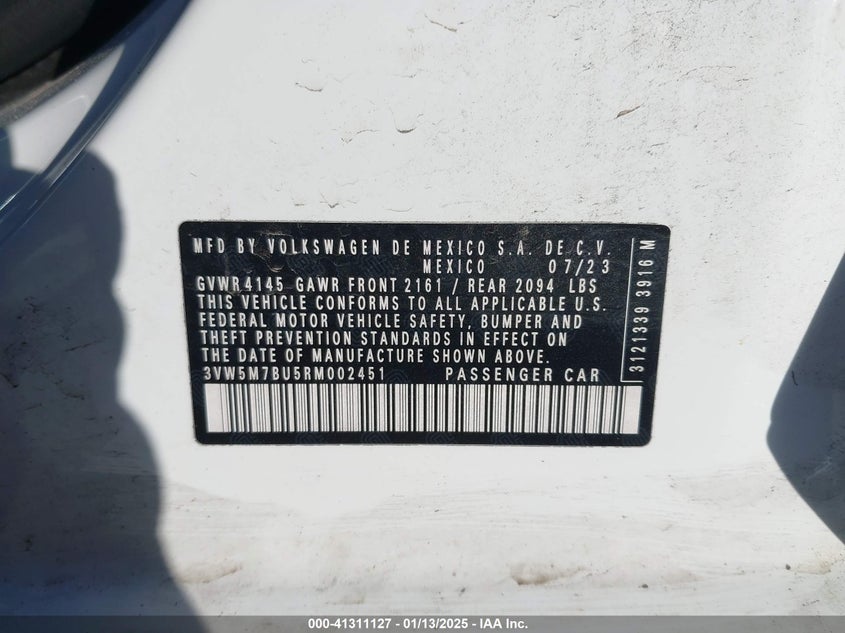 MFD BY VOLKSWAGEN DE MEXICO S.A. DE C.V.
MEXICO 07/23
GVWR 4145 GAWR FRONT 2161 / REAR 2094 LBS
THIS VEHICLE CONFORMS TO ALL APPLICABLE U.S.
FEDERAL MOTOR VEHICLE SAFETY, BUMPER AND
THEFT PREVENTION STANDARDS IN EFFECT ON
THE DATE OF MANUFACTURE SHOWN ABOVE.
3VW5M7BU5RM002451 PASSENGER CAR
3121339 3916 M
000-41311127 - 01/13/2025 - IAA Inc.